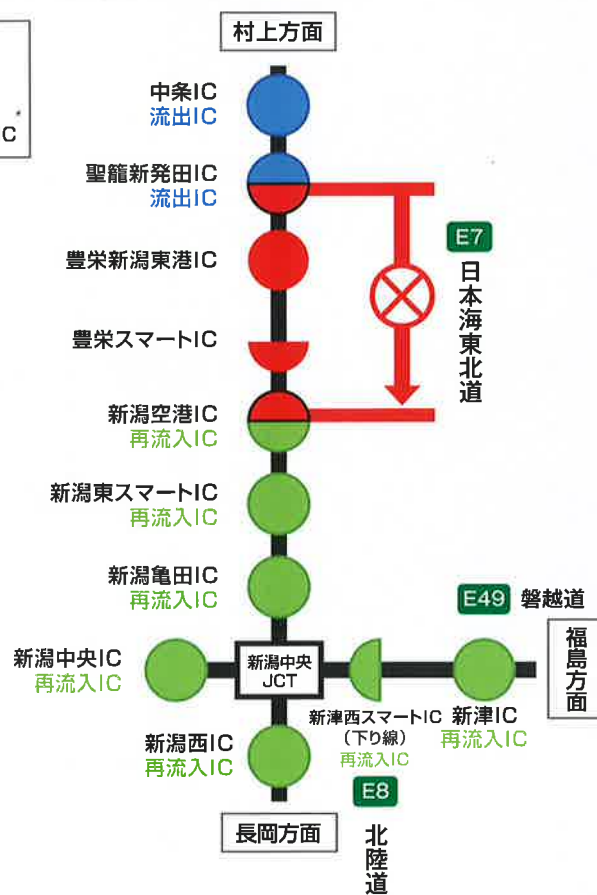 村上方面
C
中条IC
流出IC
聖籠新発田IC
流出IC
E7
日本海東北道
豊栄新潟東港IC
豊栄スマートIC
新潟空港IC
再流入IC
新潟東スマートIC
再流入IC
新潟亀田IC
再流入IC
E49 磐越道
福島方面
新潟中央IC
再流入IC
新潟中央
JCT
新津西スマートIC
(下り線)
再流入IC
新津IC
再流入IC
新潟西IC
再流入IC
E8
北陸道
長岡方面